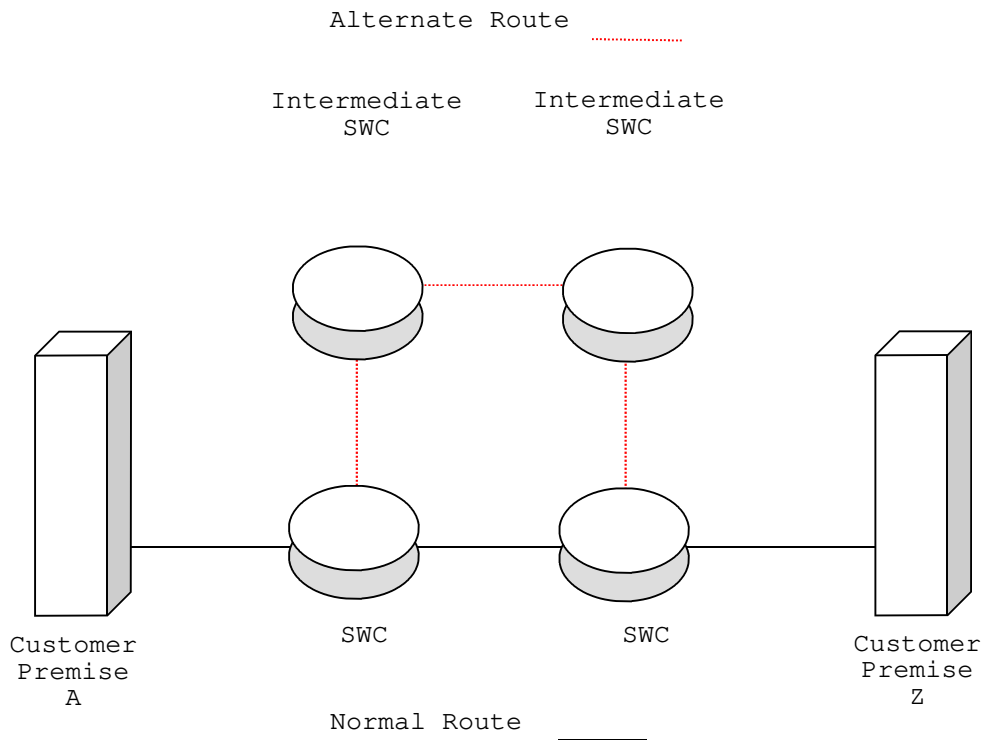 Alternate Route
Intermediate
SWC
Intermediate
SWC
SWC
SWC
Customer
Premise
A
Customer
Premise
Z
Normal Route